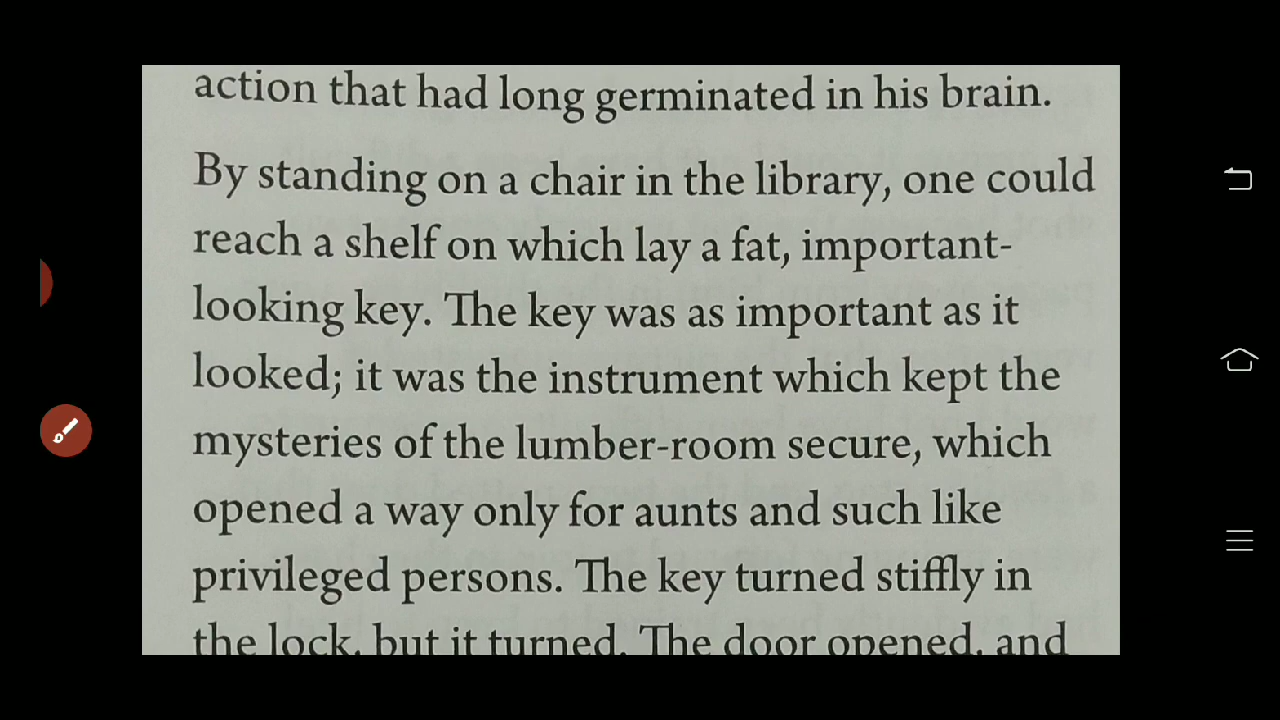 action that had long germinated in his brain.
By standing on a chair in the library, one could
reach a shelf on which lay a fat, important-
looking key. The key was as important as it
looked; it was the instrument which kept the
mysteries of the lumber-room secure, which
opened a way only for aunts and such like
privileged persons. The key turned stiffly in
the lock, but it turned. The door opened, and